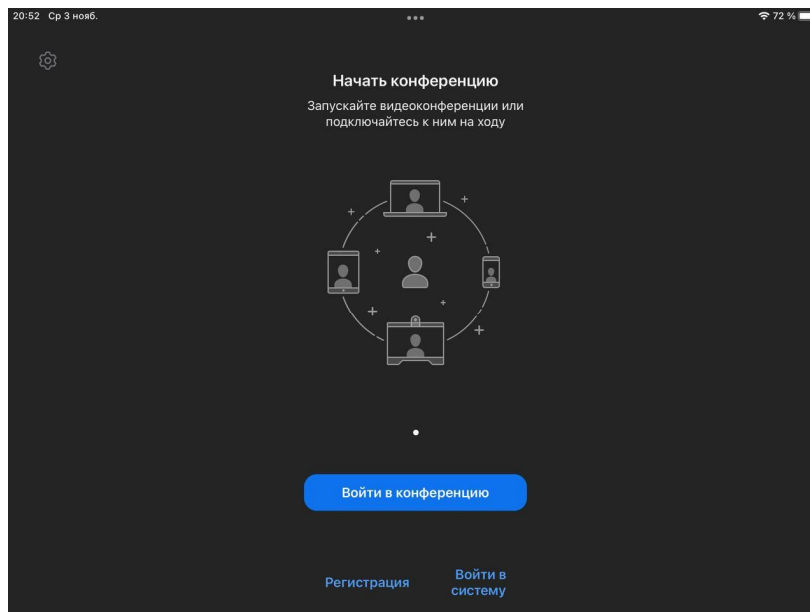 20:52 Ср 3 нояб.
72 %
Начать конференцию
Запускайте видеоконференции или
подключайтесь к ним на ходу
Войти в конференцию
Регистрация
Войти в
систему